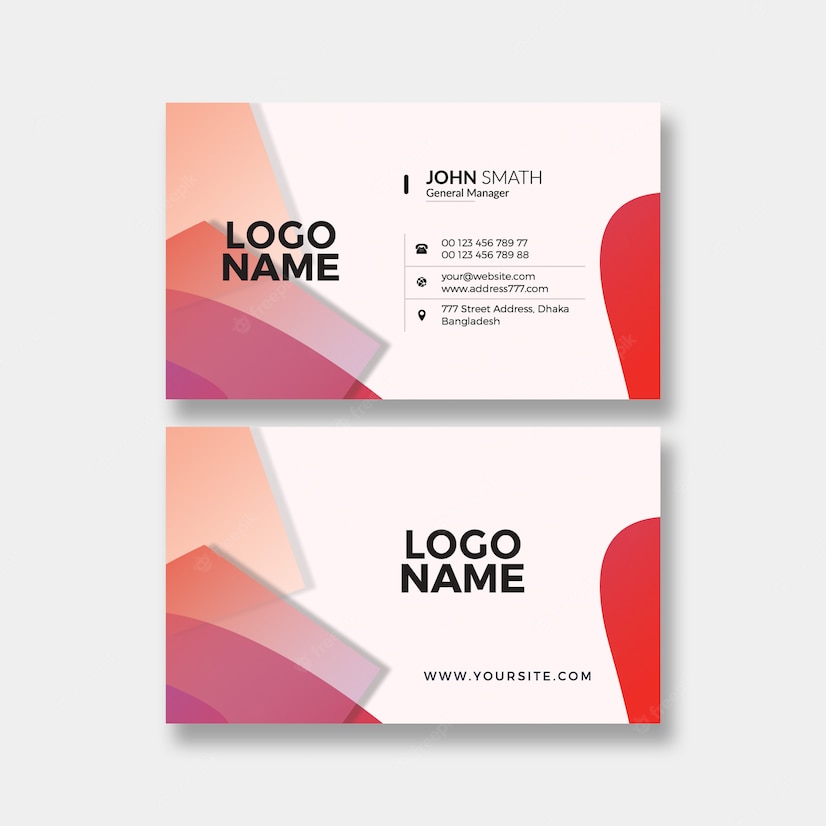 LOGO
NAME
JOHN SMATH
General Manager
00 123 456 789 77
00 123 456 789 88
your@website.com
www.address777.com
777 Street Address, Dhaka
Bangladesh
LOGO
NAME
WWW.YOURSITE.COM